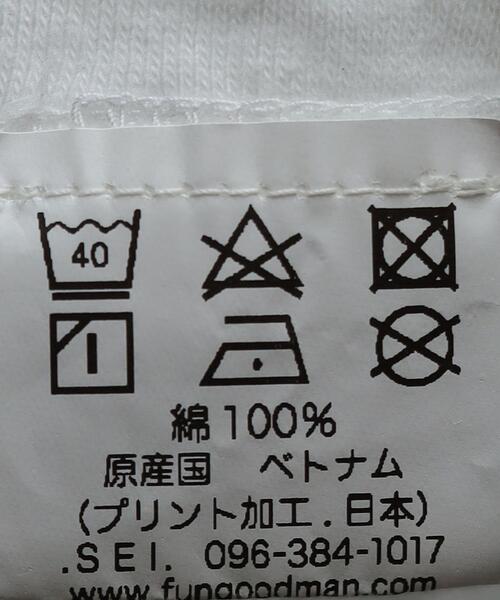 40
綿100%
原産国 ベトナム
(プリント加工.日本)
.SEI. 096-384-1017
www.fungoodman.com